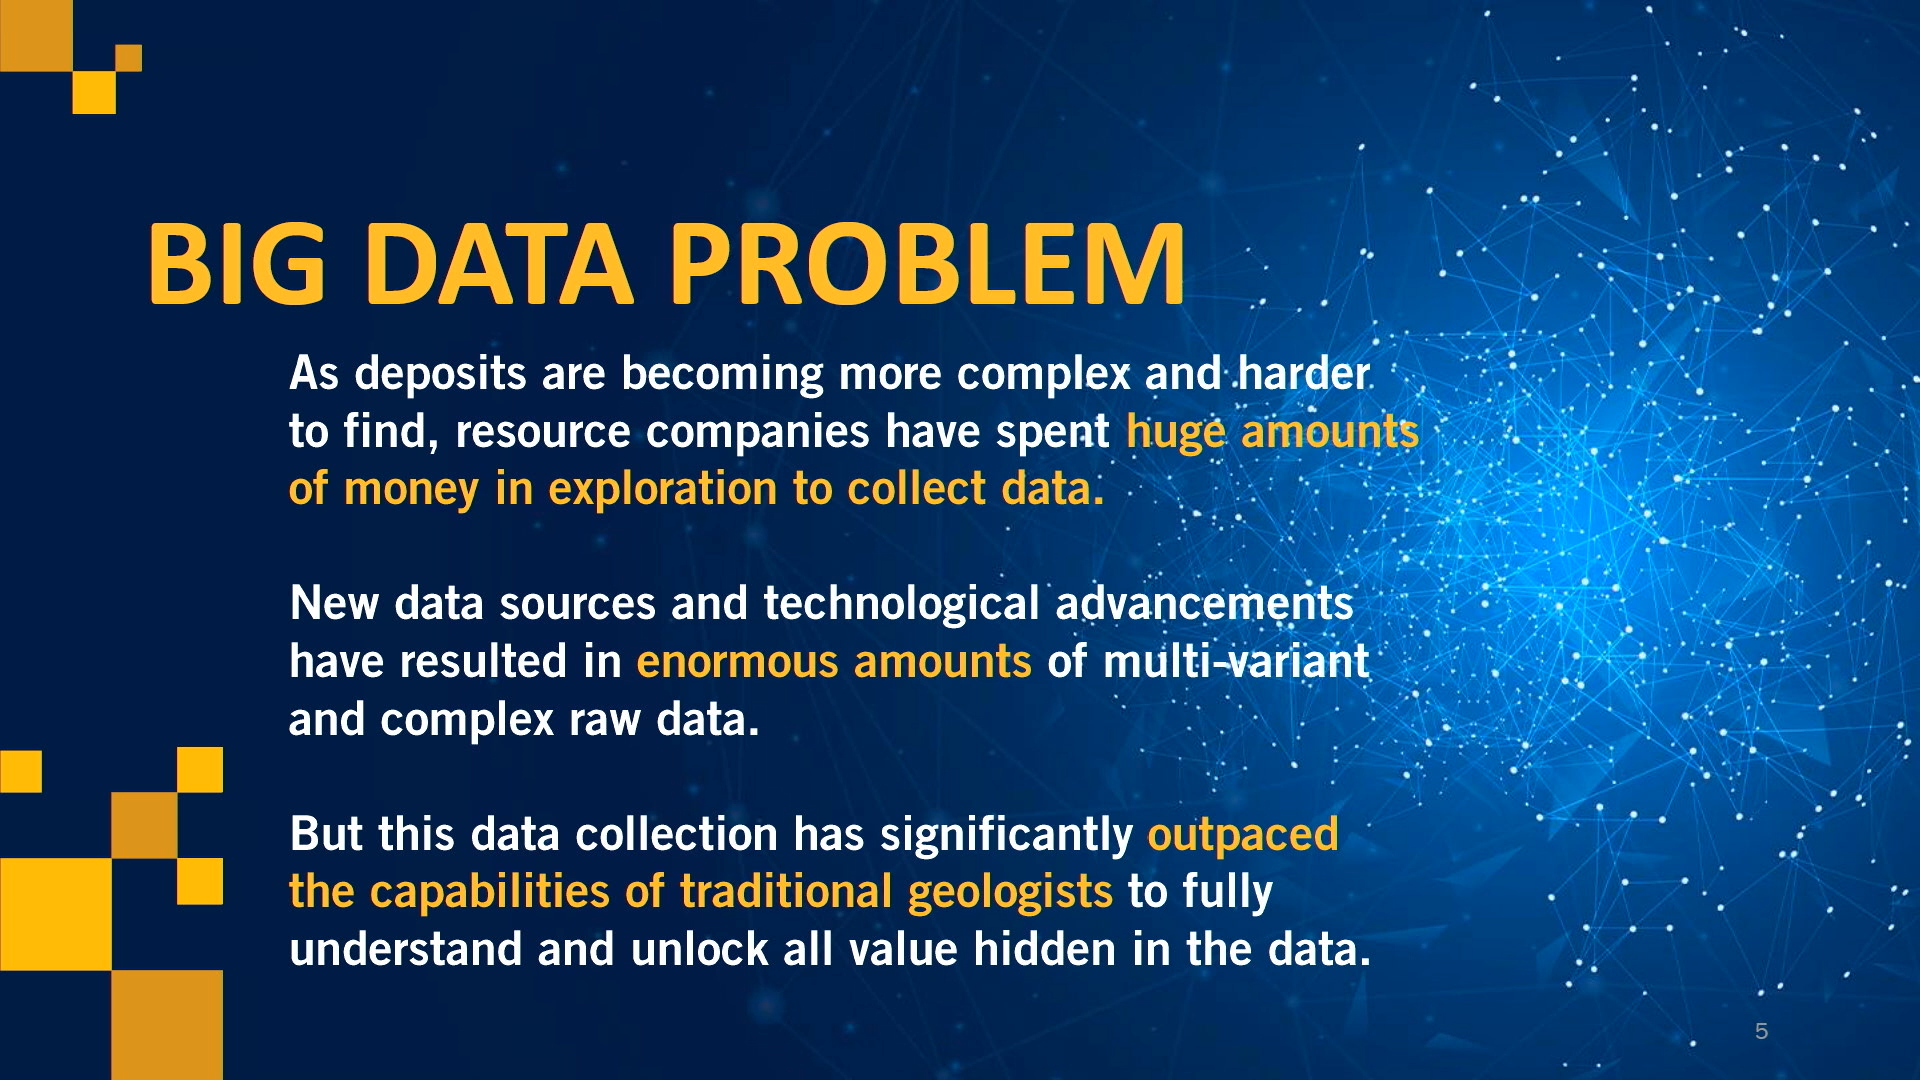 BIG DATA PROBLEM
As deposits are becoming more complex and harder
to find, resource companies have spent huge amounts
of money in exploration to collect data.
New data sources and technological advancements
have resulted in enormous amounts of multi-variant
and complex raw data.
But this data collection has significantly outpaced
the capabilities of traditional geologists to fully
understand and unlock all value hidden in the data.
5